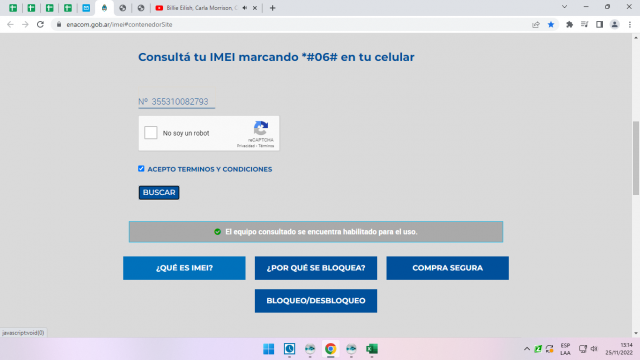 Billie Eilish, Carla Morrison, 
enacom.gob.ar/imei#contenedorSite
Consultá tu IMEI marcando *#06# en tu celular
Nº 355310082793
No soy un robot
reCAPTCHA
Privacidad - Términos
ACEPTO TERMINOS Y CONDICIONES
BUSCAR
El equipo consultado se encuentra habilitado para el uso.
¿QUÉ ES IMEI?
¿POR QUÉ SE BLOQUEA?
COMPRA SEGURA
BLOQUEO/DESBLOQUEO
javascript:void(0)
ESP
LAA
13:14
25/11/2022